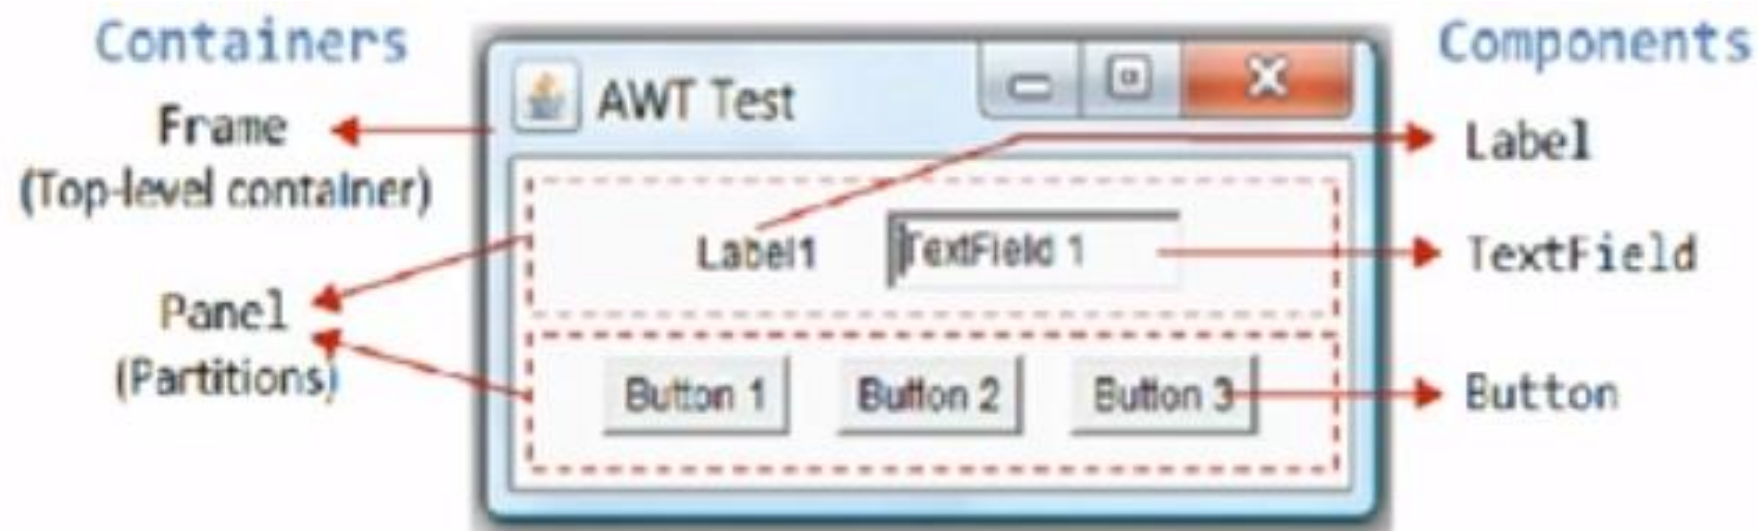 Containers
Components
AWT Test
Frame
(Top-level container)
Label
Label1
TextField 1
TextField
Panel
(Partitions)
Button 1
Button 2
Button 3
Button